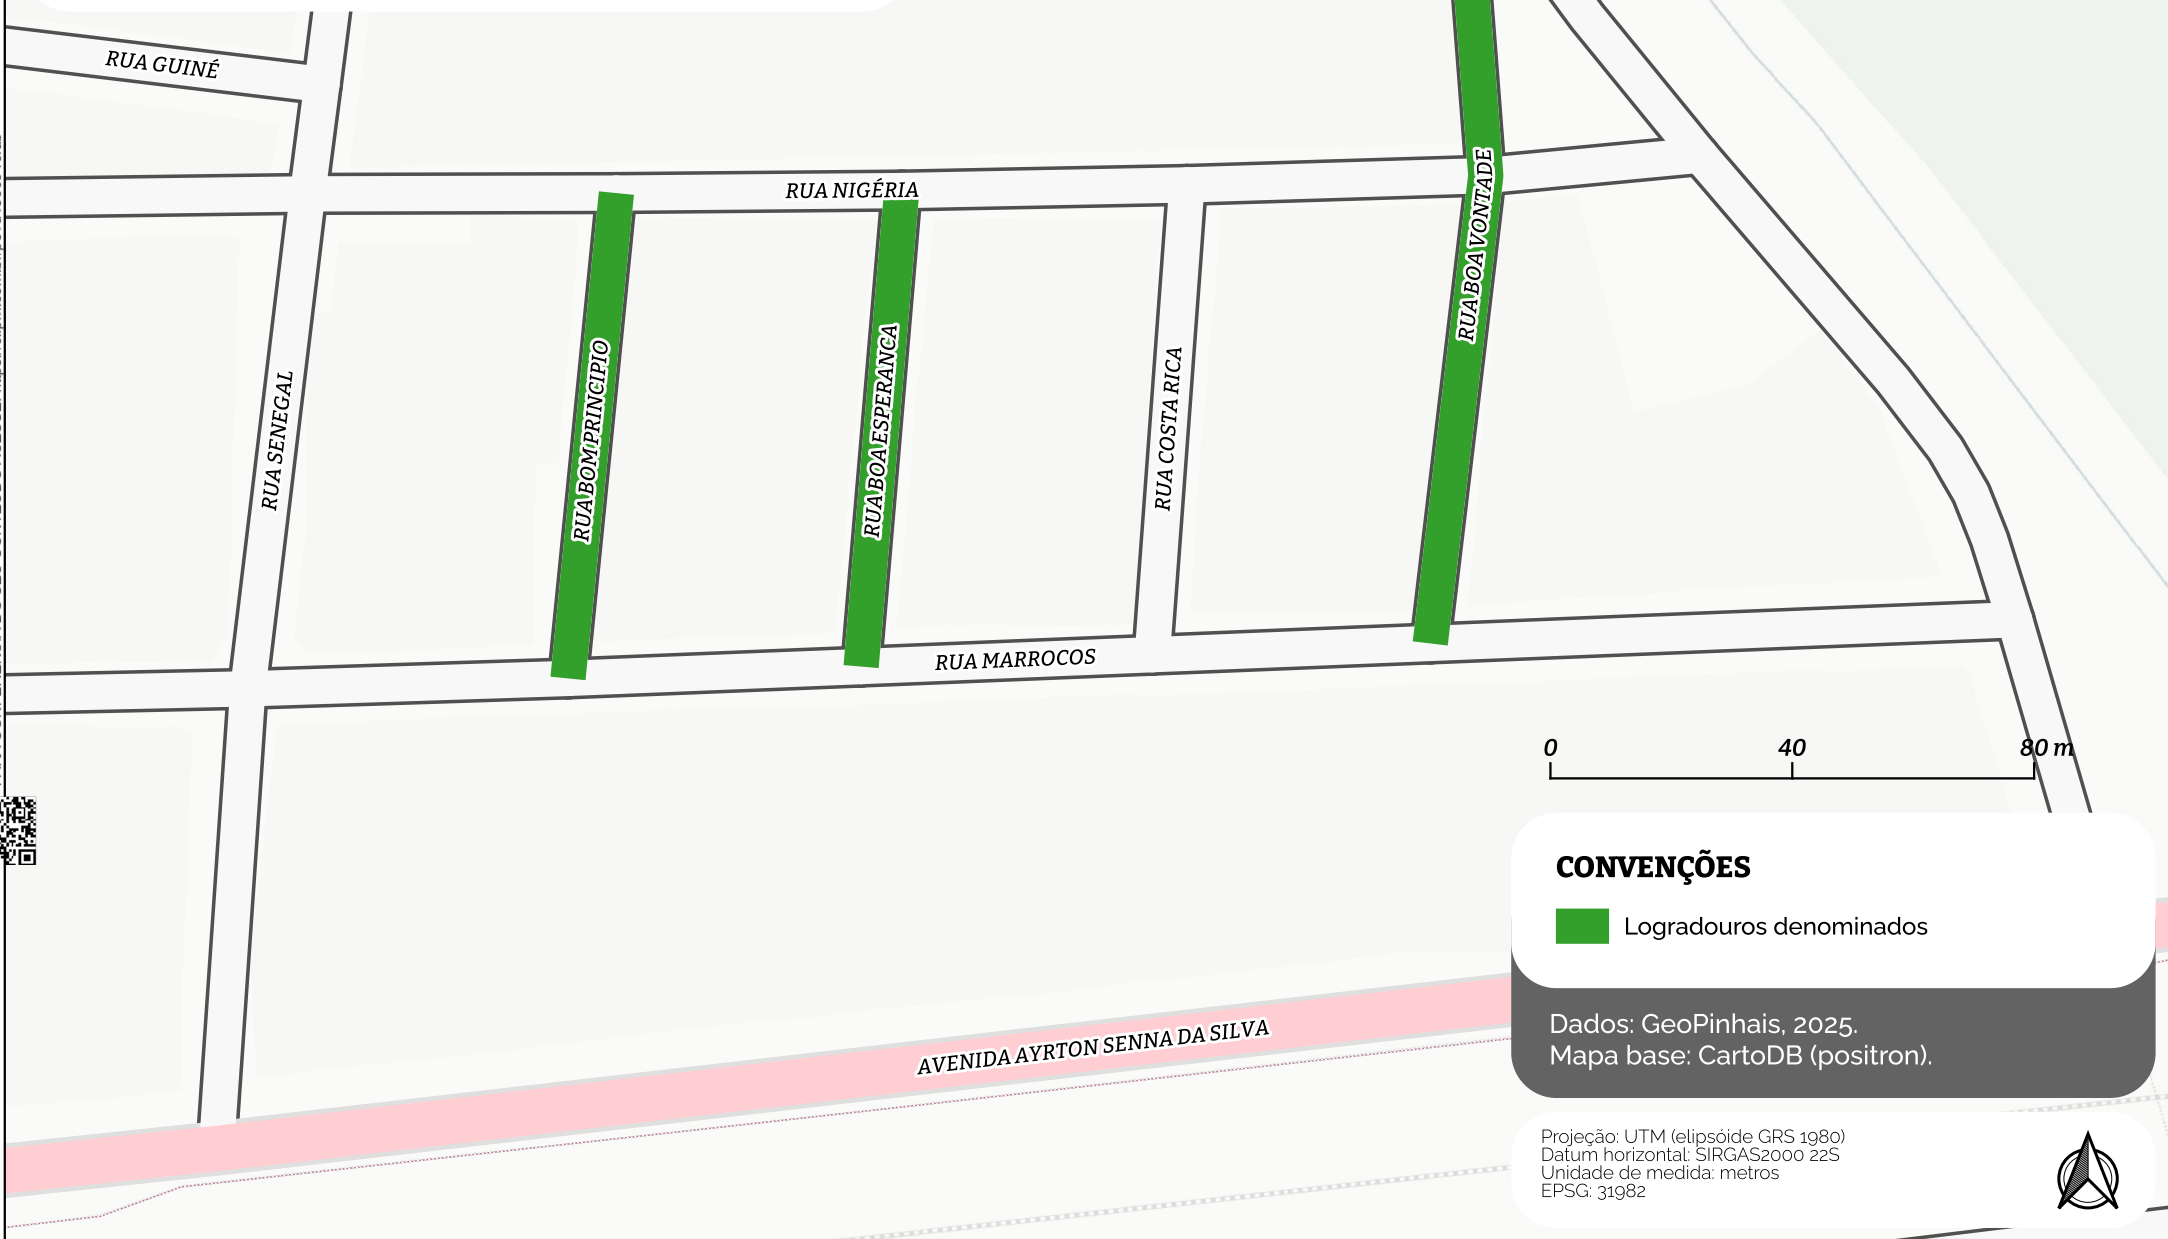 RUA GUINÉ
RUA NIGÉRIA
RUA BOA VONTADE
RUA SENEGAL
RUA BOM PRINCIPIO
RUA BOA ESPERANCA
RUA COSTA RICA
RUA MARROCOS
0 40 80 m
CONVENÇÕES
Logradouros denominados
Dados: GeoPinhais, 2025.
Mapa base: CartoDB (positron).
AVENIDA AYRTON SENNA DA SILVA
Projeção: UTM (elipsóide GRS 1980)
Datum horizontal: SIRGAS2000 22S
Unidade de medida: metros
EPSG: 31982